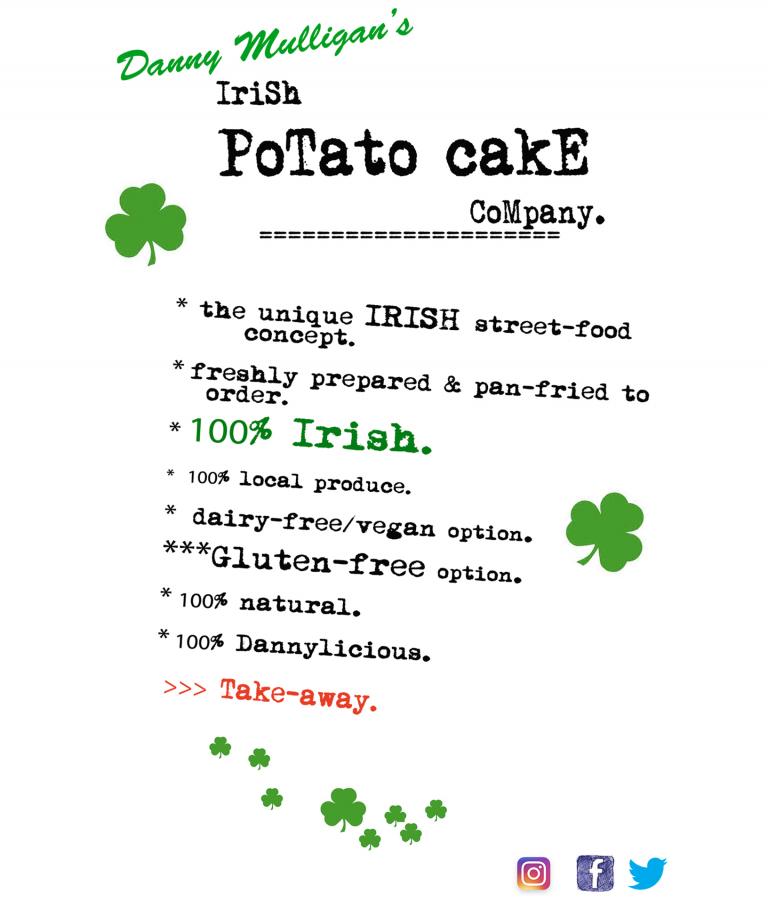 Danny Mulligan's
IriSh
PoTato cakE
CoMpany.
=====================
* the unique IRISH street-food
concept.
* freshly prepared & pan-fried to
order.
* 100% Irish.
* 100% local produce.
* dairy-free/vegan option.
***Gluten-free option.
* 100% natural.
* 100% Dannylicious.
>>> Take-away.
f